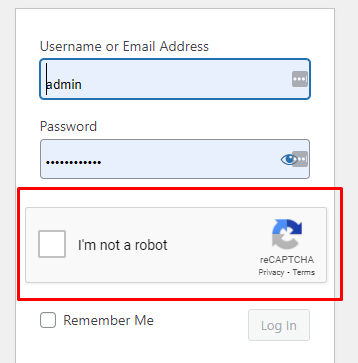 Username or Email Address
admin
Password
••••••••••••
I'm not a robot
reCAPTCHA
Privacy - Terms
Remember Me
Log In